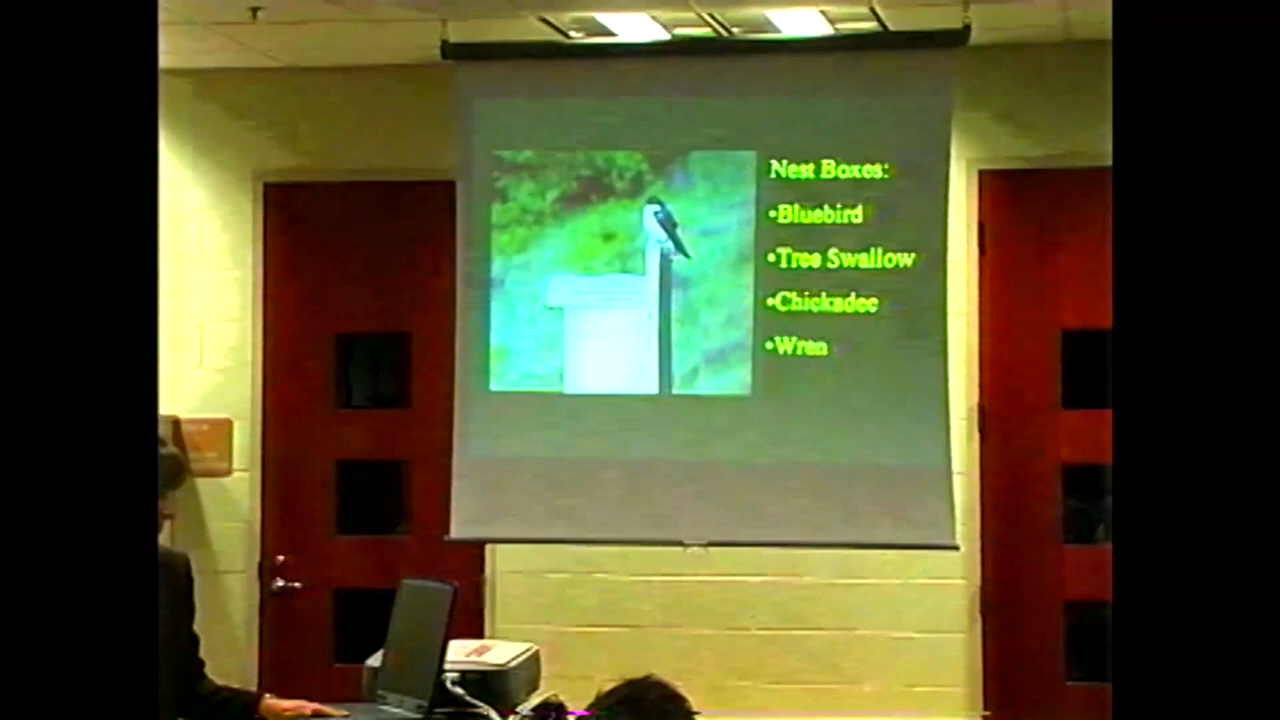 Nest Boxes:
•Bluebird
•Tree Swallow
•Chickadee
•Wren